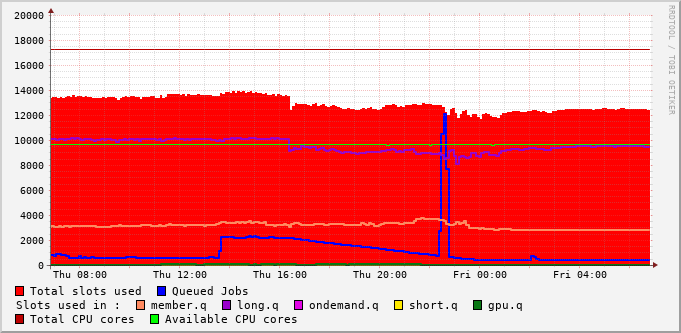 20000
18000
16000
14000
12000
10000
8000
6000
4000
2000
0
Thu 08:00 Thu 12:00 Thu 16:00 Thu 20:00 Fri 00:00 Fri 04:00
RRDTOOL / TOBI OETIKER
Total slots used Queued Jobs
Slots used in : member.q long.q ondemand.q short.q gpu.q
Total CPU cores Available CPU cores